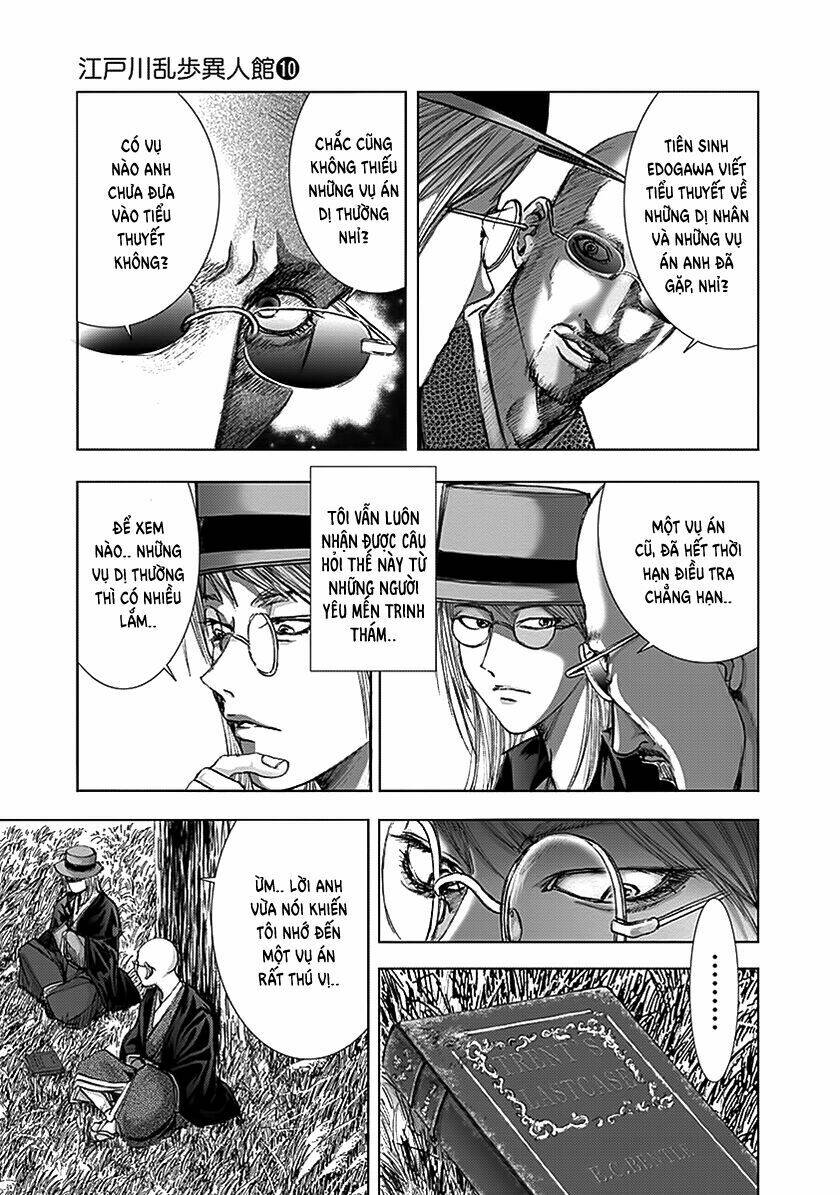 江戸川乱歩異人館⑩
TIÊN SINH
EDOGAWA VIẾT
TIỂU THUYẾT VỀ
NHỮNG DỊ NHÂN
VÀ NHỮNG VỤ
ÁN ANH ĐÃ
GẶP, NHỈ?
CHẮC CŨNG
KHÔNG THIẾU
NHỮNG VỤ ÁN
DỊ THƯỜNG
NHỈ?
CÓ VỤ
NÀO ANH
CHƯA ĐƯA
VÀO TIỂU
THUYẾT
KHÔNG?
MỘT VỤ ÁN
CŨ, ĐÃ HẾT THỜI
HẠN ĐIỀU TRA
CHẲNG HẠN..
TÔI VẪN LUÔN
NHẬN ĐƯỢC CÂU
HỎI THẾ NÀY TỪ
NHỮNG NGƯỜI
YÊU MẾN TRINH
THÁM..
ĐỂ XEM
NÀO.. NHỮNG
VỤ DỊ THƯỜNG
THÌ CÓ NHIỀU
LẮM..
........
TRENT'S
LASTCASE
E.C.BENTLE
ỪM.. LỜI ANH
VỪA NÓI KHIẾN
TÔI NHỚ ĐẾN
MỘT VỤ ÁN
RẤT THÚ VỊ..